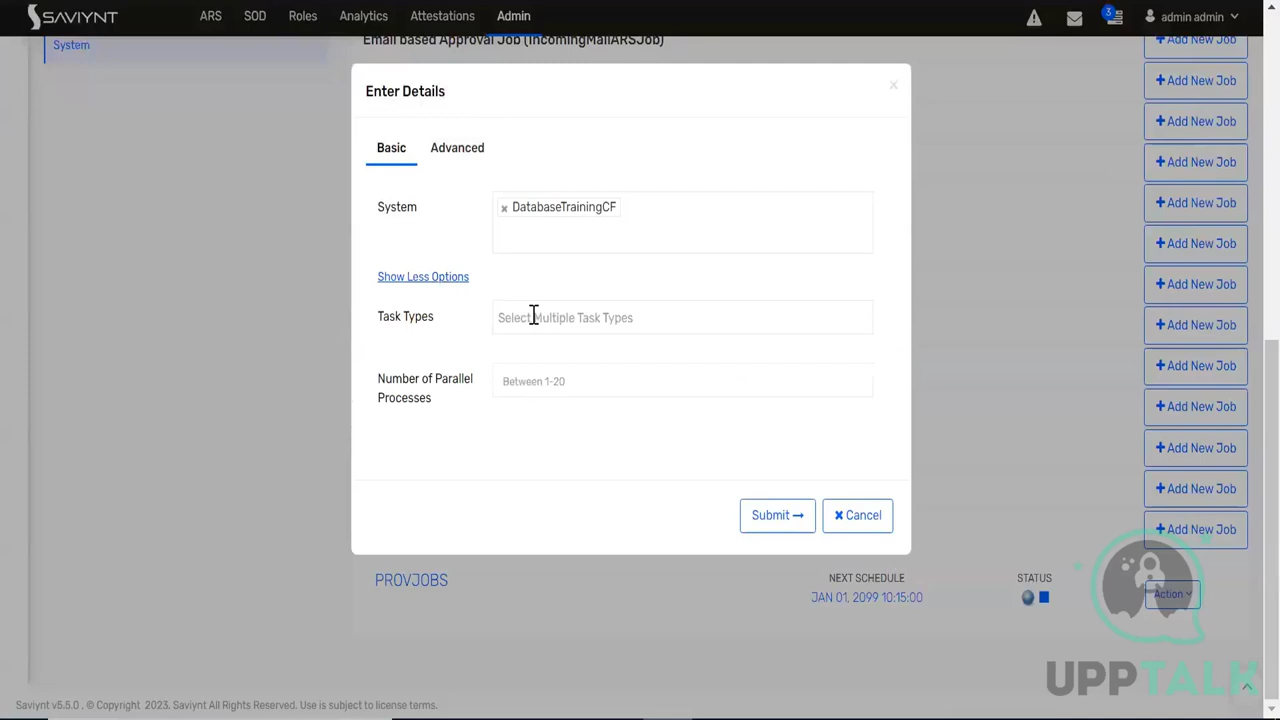 SAVIYNT
ARS
SOD
Roles
Analytics
Attestations
Admin
3
admin admin
System
Email based Approval Job (IncomingMailARSJob)
Add New Job
Enter Details
x
Add New Job
Add New Job
Basic
Advanced
Add New Job
System
DatabaseTrainingCF
Add New Job
Add New Job
Show Less Options
Add New Job
Task Types
Select Multiple Task Types
Add New Job
Add New Job
Number of Parallel
Processes
Between 1-20
Add New Job
Add New Job
Add New Job
Submit
Cancel
Add New Job
PROVJOBS
NEXT SCHEDULE
JAN 01, 2099 10:15:00
STATUS
Action
UPPTALK
Saviynt v5.5.0 , © Copyright 2023, Saviynt All Rights Reserved. Use is subject to license terms.